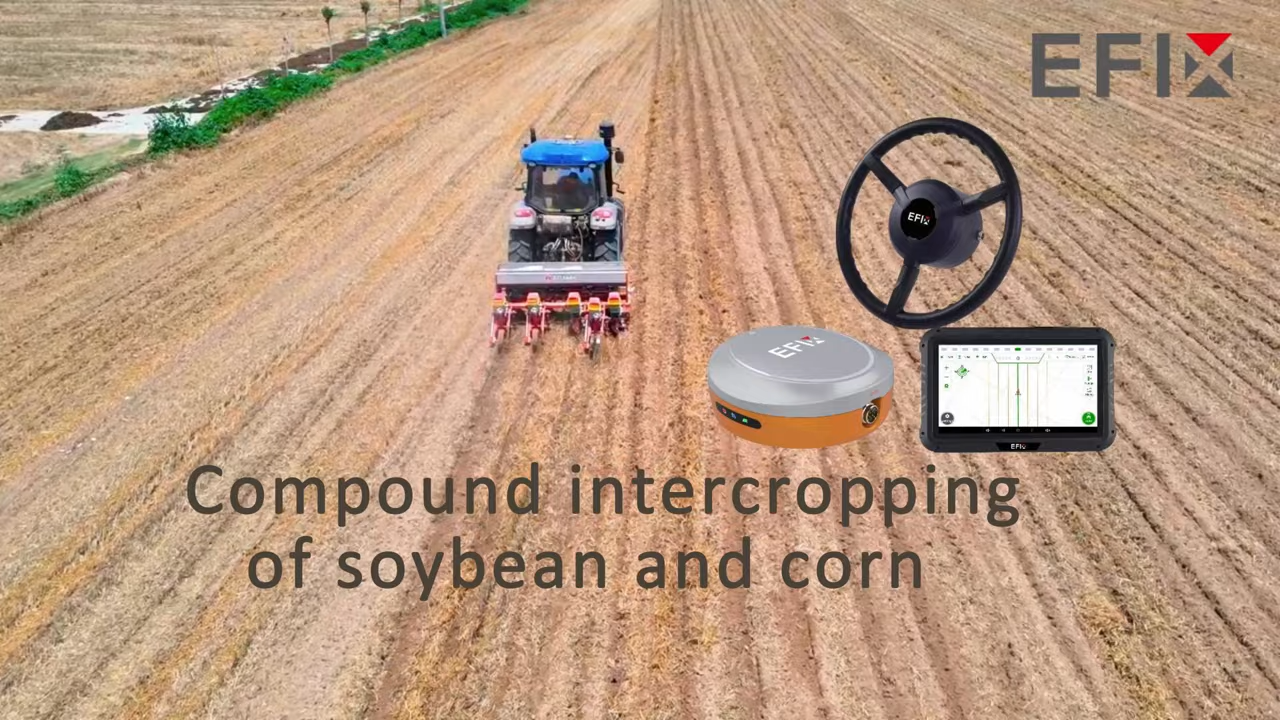 EFIX
EFIX
EFIX
EFIX
Compound intercropping
of soybean and corn